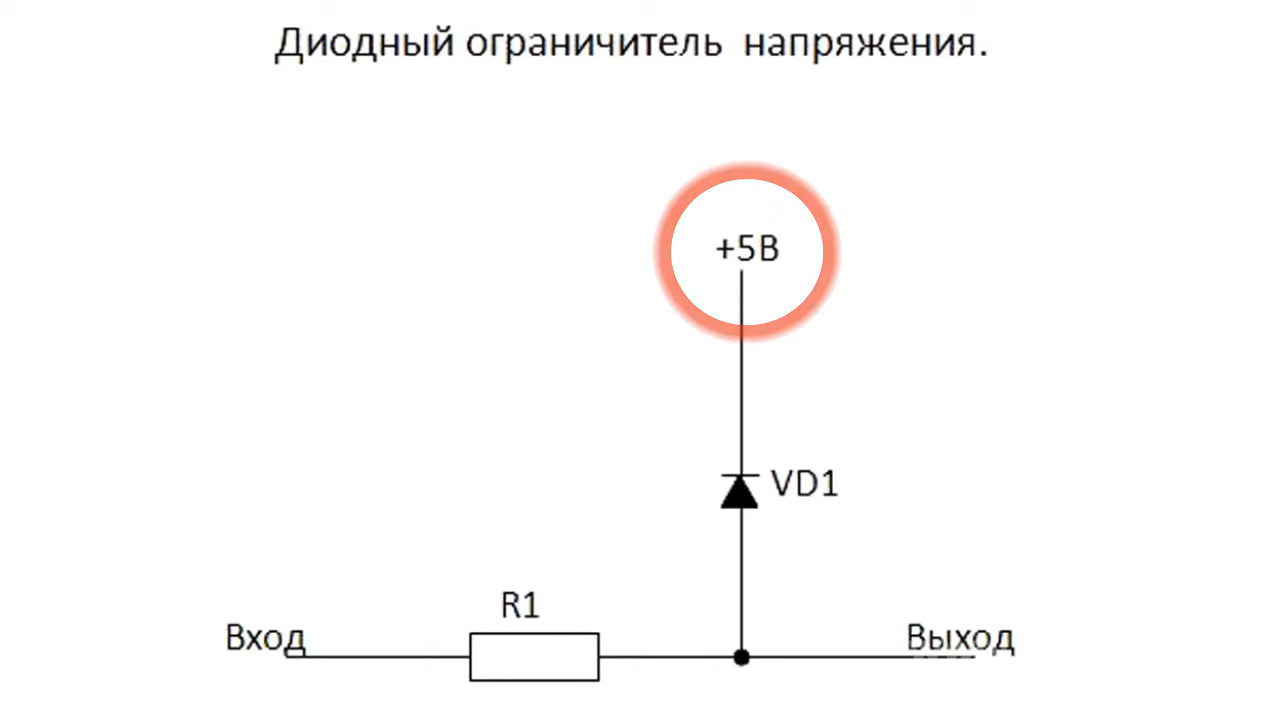 Диодный ограничитель напряжения.
+5В
VD1
R1
Вход
Выход